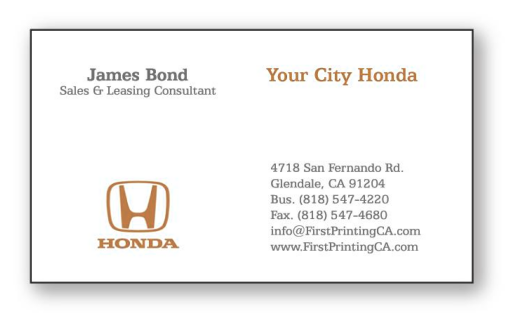 James Bond
Sales & Leasing Consultant
Your City Honda
HONDA
4718 San Fernando Rd.
Glendale, CA 91204
Bus. (818) 547-4220
Fax. (818) 547-4680
info@FirstPrintingCA.com
www.FirstPrintingCA.com